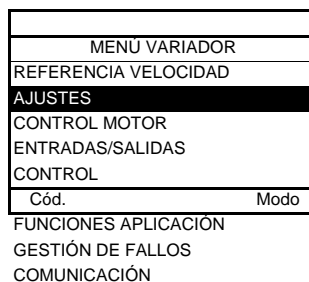 MENÚ VARIADOR
REFERENCIA VELOCIDAD
AJUSTES
CONTROL MOTOR
ENTRADAS/SALIDAS
CONTROL
Cód. Modo
FUNCIONES APLICACIÓN
GESTIÓN DE FALLOS
COMUNICACIÓN